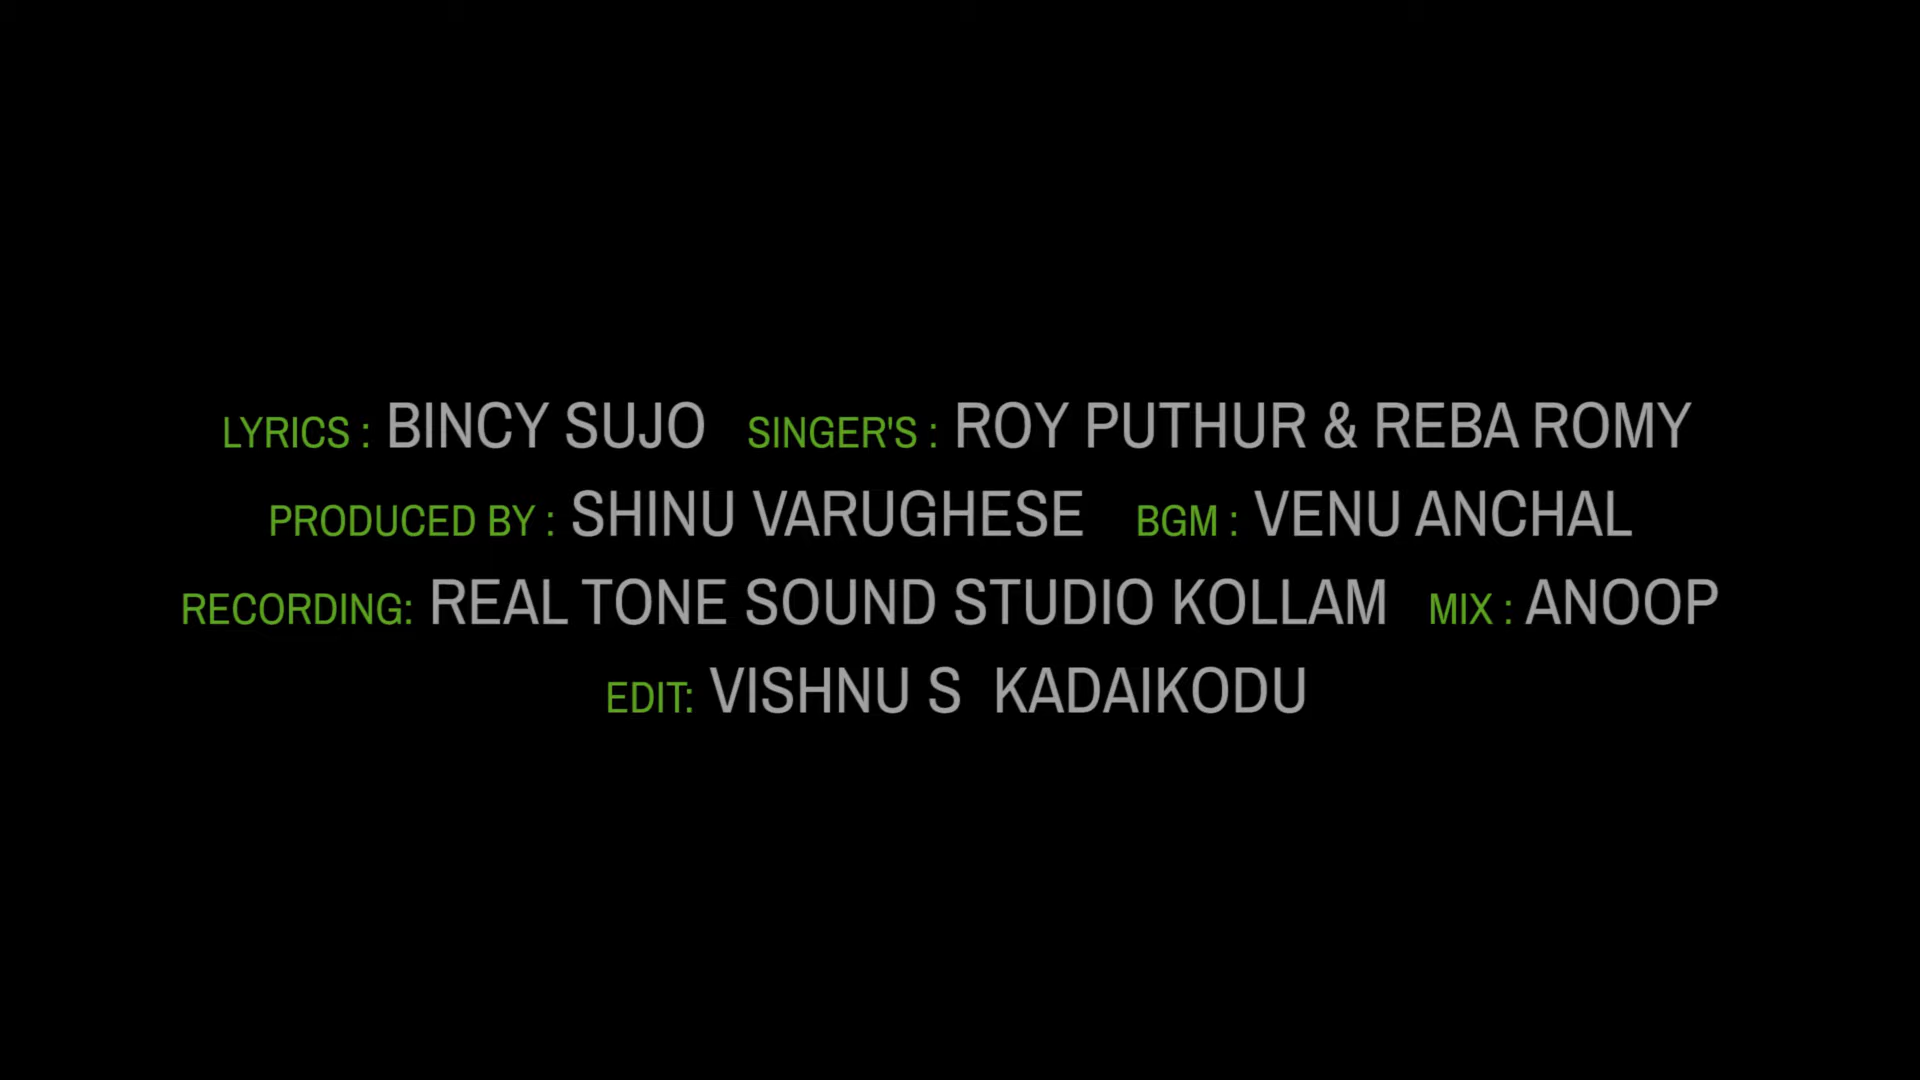 LYRICS : BINCY SUJO SINGER'S : ROY PUTHUR & REBA ROMY
PRODUCED BY : SHINU VARUGHESE BGM : VENU ANCHAL
RECORDING: REAL TONE SOUND STUDIO KOLLAM MIX : ANOOP
EDIT: VISHNU S KADAIKODU